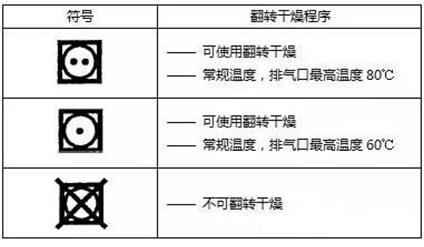 符号
翻转干燥程序
—— 可使用翻转干燥
—— 常规温度，排气口最高温度 80℃
—— 可使用翻转干燥
—— 常规温度，排气口最高温度 60℃
—— 不可翻转干燥